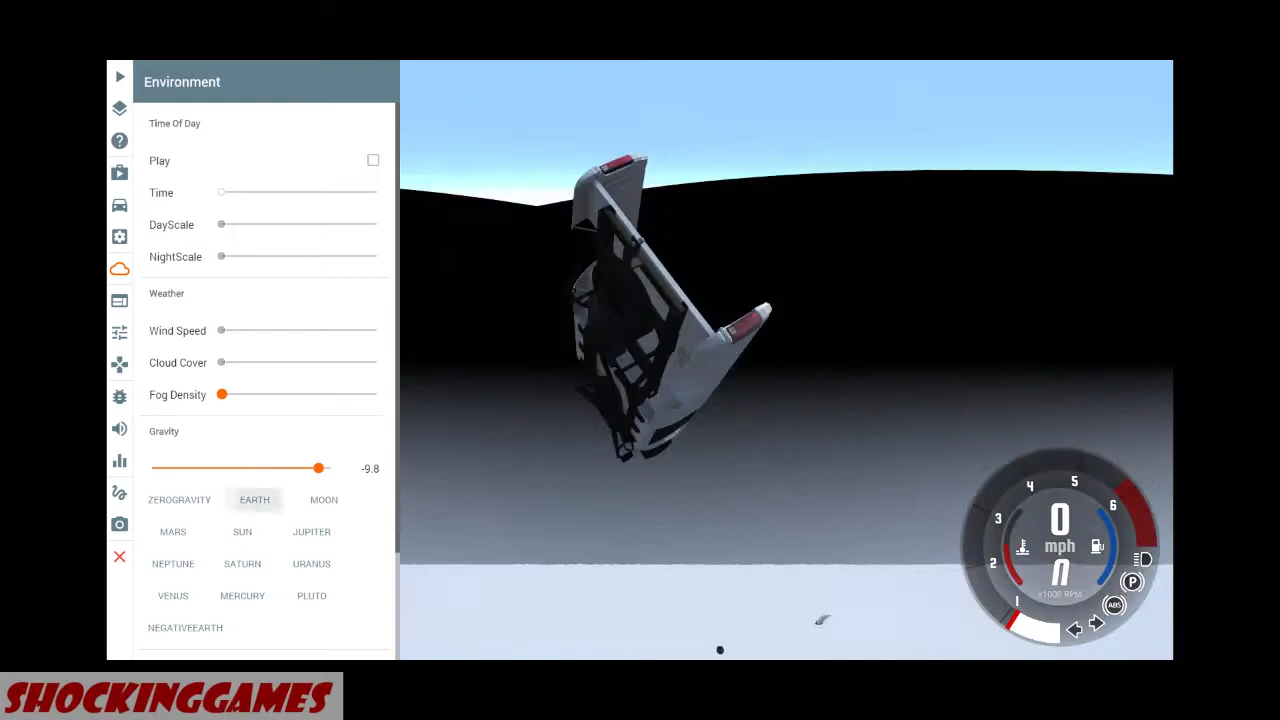 Environment
Time Of Day
Play
Time
DayScale
NightScale
Weather
Wind Speed
Cloud Cover
Fog Density
Gravity
-9.8
ZEROGRAVITY EARTH MOON
MARS SUN JUPITER
NEPTUNE SATURN URANUS
VENUS MERCURY PLUTO
NEGATIVEEARTH
1 2 3 4 5 6
0
mph
n
x1000 RPM
P
ABS
SHOCKINGGAMES